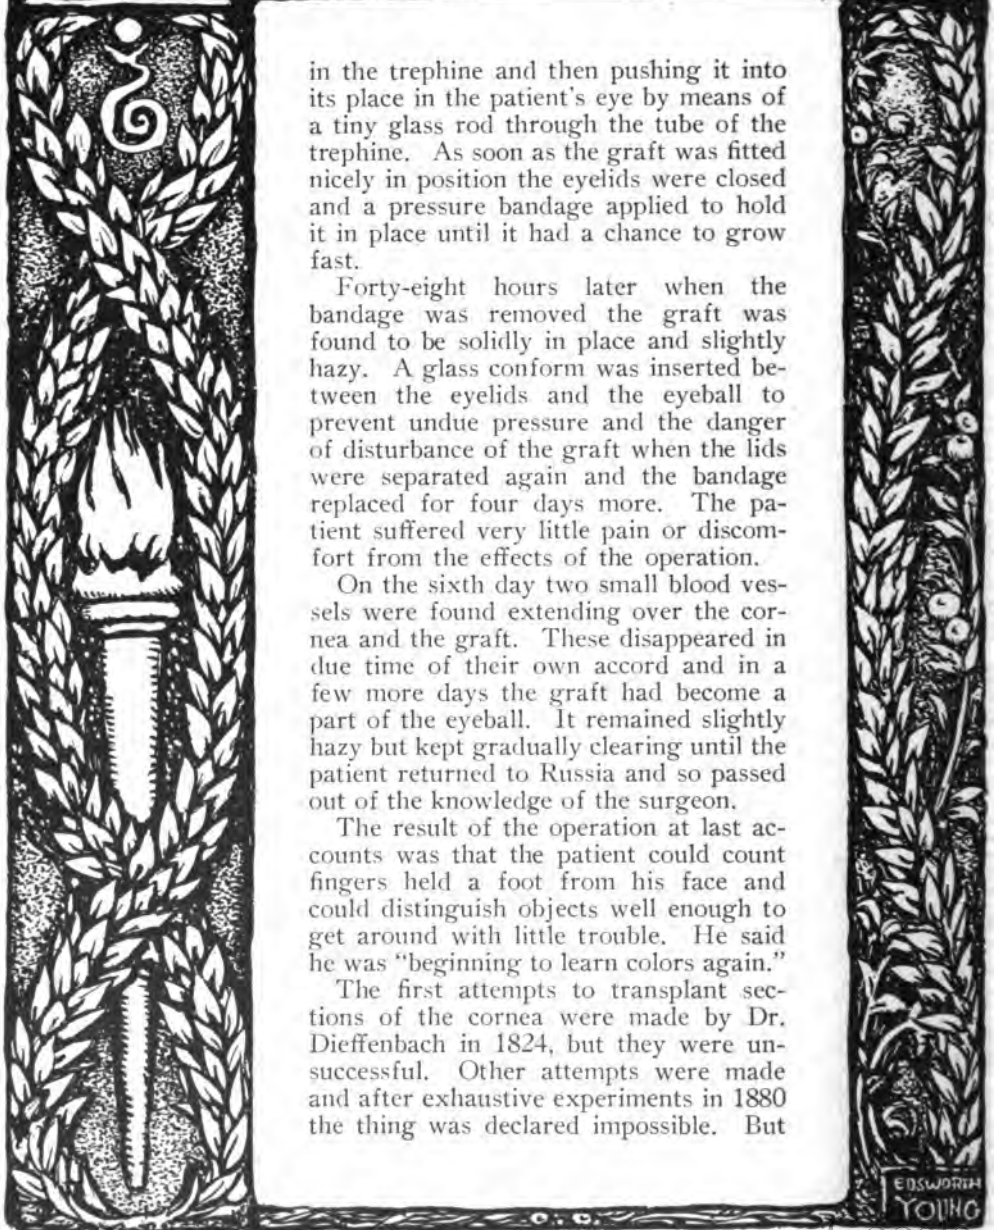 in the trephine and then pushing it into
its place in the patient's eye by means of
a tiny glass rod through the tube of the
trephine. As soon as the graft was fitted
nicely in position the eyelids were closed
and a pressure bandage applied to hold
it in place until it had a chance to grow
fast.
Forty-eight hours later when the
bandage was removed the graft was
found to be solidly in place and slightly
hazy. A glass conform was inserted be-
tween the eyelids and the eyeball to
prevent undue pressure and the danger
of disturbance of the graft when the lids
were separated again and the bandage
replaced for four days more. The pa-
tient suffered very little pain or discom-
fort from the effects of the operation.
On the sixth day two small blood ves-
sels were found extending over the cor-
nea and the graft. These disappeared in
due time of their own accord and in a
few more days the graft had become a
part of the eyeball. It remained slightly
hazy but kept gradually clearing until the
patient returned to Russia and so passed
out of the knowledge of the surgeon.
The result of the operation at last ac-
counts was that the patient could count
fingers held a foot from his face and
could distinguish objects well enough to
get around with little trouble. He said
he was "beginning to learn colors again."
The first attempts to transplant sec-
tions of the cornea were made by Dr.
Dieffenbach in 1824, but they were un-
successful. Other attempts were made
and after exhaustive experiments in 1880
the thing was declared impossible. But
EDSWORTH
YOUNG